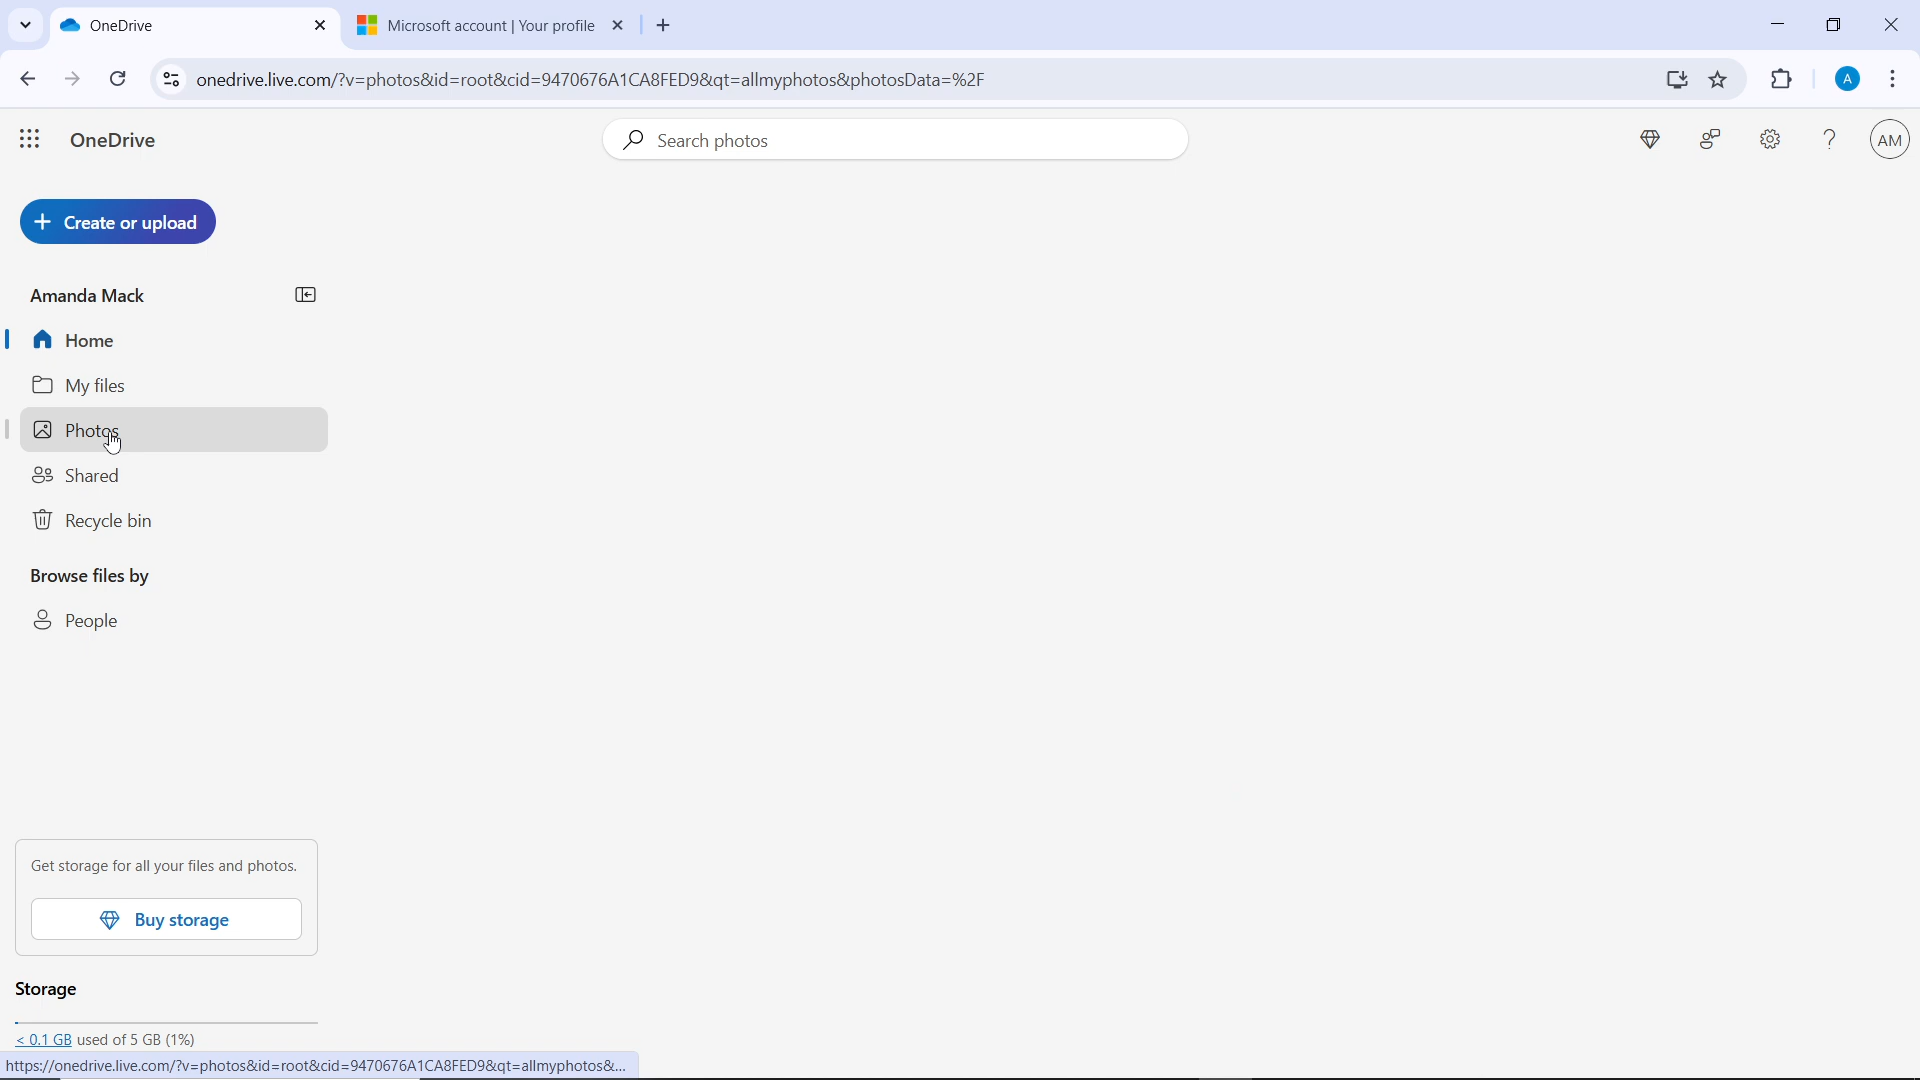 OneDrive
Microsoft account | Your profile
onedrive.live.com/?v=photos&id=root&cid=9470676A1CA8FED9&qt=allmyphotos&photosData=%2F
A
OneDrive
Search photos
AM
Create or upload
Amanda Mack
Home
My files
Photos
Shared
Recycle bin
Browse files by
People
Get storage for all your files and photos.
Buy storage
Storage
< 0.1 GB used of 5 GB (1%)
https://onedrive.live.com/?v=photos&id=root&cid=9470676A1CA8FED9&qt=allmyphotos&...